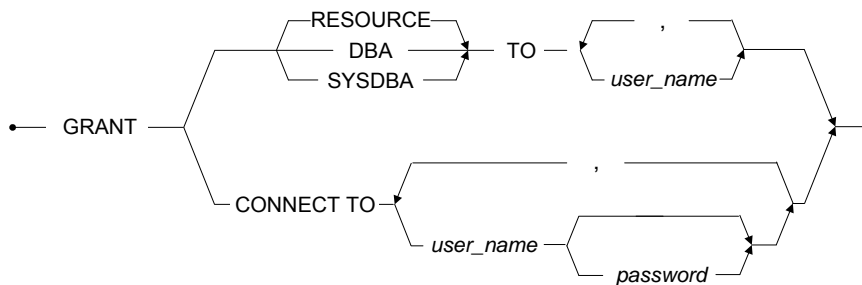 RESOURCE
DBA TO ,
SYSDBA user_name
GRANT
,
CONNECT TO
user_name
password